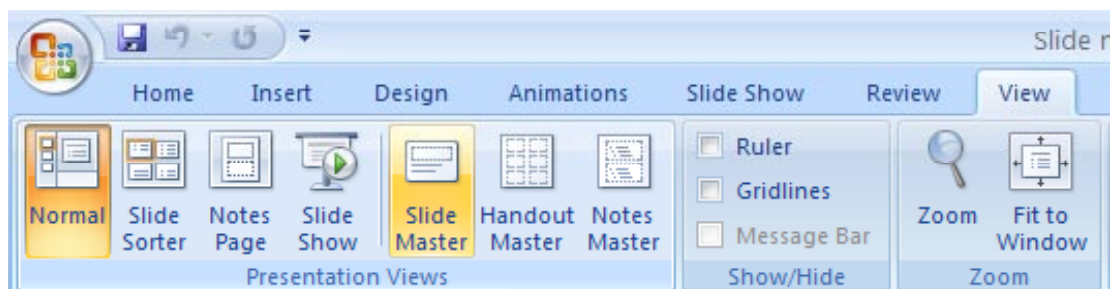 Slide
Home Insert Design Animations Slide Show Review View
Normal Slide Notes Slide Slide Handout Notes
Sorter Page Show Master Master Master
Presentation Views
Ruler
Gridlines
Message Bar
Show/Hide
Zoom Fit to
Window
Zoom